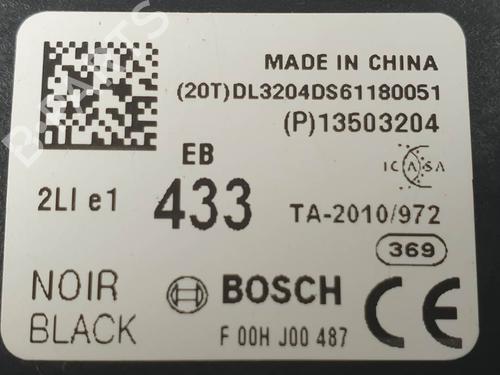 MADE IN CHINA
(20T)DL3204DS61180051
(P)13503204
EB
ICASA
2LI e1
433
TA-2010/972
369
NOIR
BLACK
BOSCH
CE
F 00H J00 487
B-PARTS